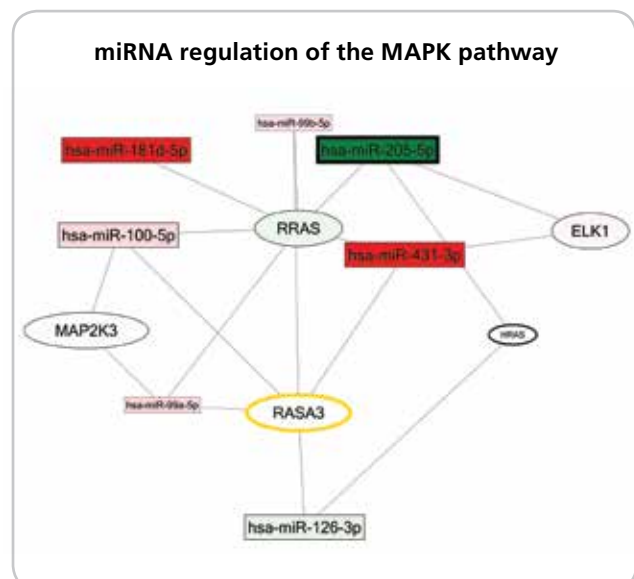 miRNA regulation of the MAPK pathway
hsa-miR-99b-5p
hsa-miR-181d-5p
hsa-miR-205-5p
RRAS
ELK1
hsa-miR-100-5p
hsa-miR-431-3p
MAP2K3
HRAS
hsa-miR-99a-5p
RASA3
hsa-miR-126-3p